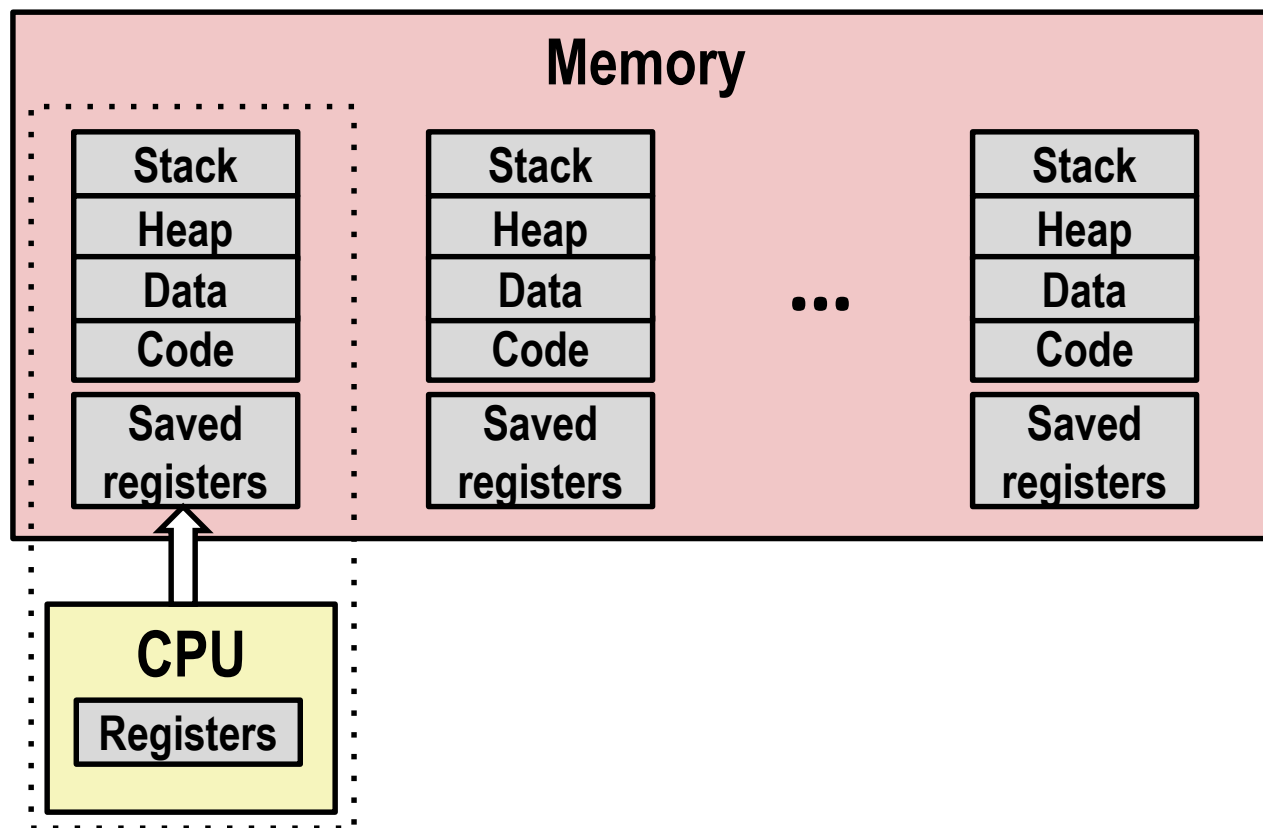 Memory
Stack
Heap
Data
Code
Saved
registers
Stack
Heap
Data
Code
Saved
registers
...
Stack
Heap
Data
Code
Saved
registers
CPU
Registers